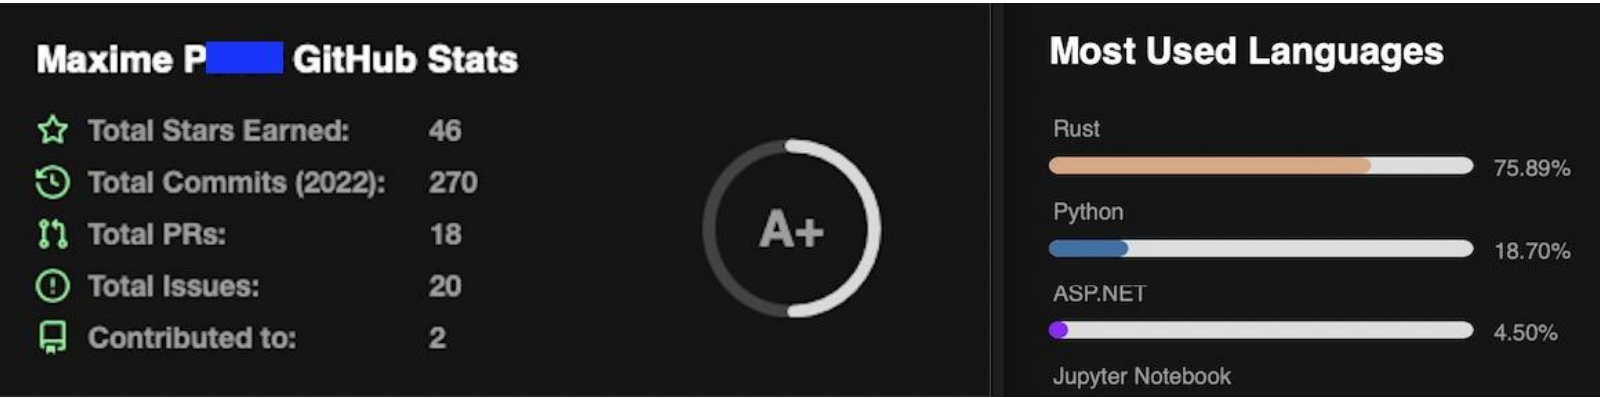 Maxime P GitHub Stats
Total Stars Earned: 46
Total Commits (2022): 270
Total PRs: 18
Total Issues: 20
Contributed to: 2
A+
Most Used Languages
Rust
75.89%
Python
18.70%
ASP.NET
4.50%
Jupyter Notebook